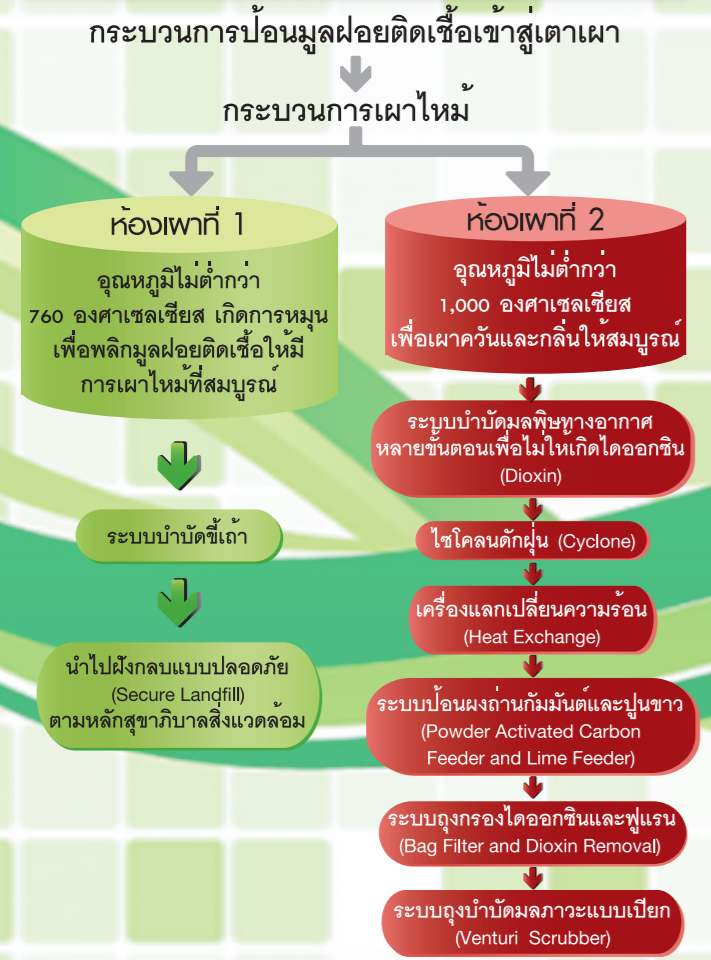 กระบวนการป้อนมูลฝอยติดเชื้อเข้าสู่เตาเผา
กระบวนการเผาไหม้
ห้องเผาที่ 1
อุณหภูมิไม่ต่ำกว่า
760 องศาเซลเซียส เกิดการหมุน
เพื่อพลิกมูลฝอยติดเชื้อให้มี
การเผาไหม้ที่สมบูรณ์
ระบบบำบัดขี้เถ้า
นำไปฝังกลบแบบปลอดภัย
(Secure Landfill)
ตามหลักสุขาภิบาลสิ่งแวดล้อม
ห้องเผาที่ 2
อุณหภูมิไม่ต่ำกว่า
1,000 องศาเซลเซียส
เพื่อเผาควันและกลิ่นให้สมบูรณ์
ระบบบำบัดมลพิษทางอากาศ
หลายขั้นตอนเพื่อไม่ให้เกิดไดออกซิน
(Dioxin)
ไซโคลนดักฝุ่น (Cyclone)
เครื่องแลกเปลี่ยนความร้อน
(Heat Exchange)
ระบบป้อนผงถ่านกัมมันต์และปูนขาว
(Powder Activated Carbon
Feeder and Lime Feeder)
ระบบถุงกรองไดออกซินและฟูแรน
(Bag Filter and Dioxin Removal)
ระบบถุงบำบัดมลภาวะแบบเปียก
(Venturi Scrubber)